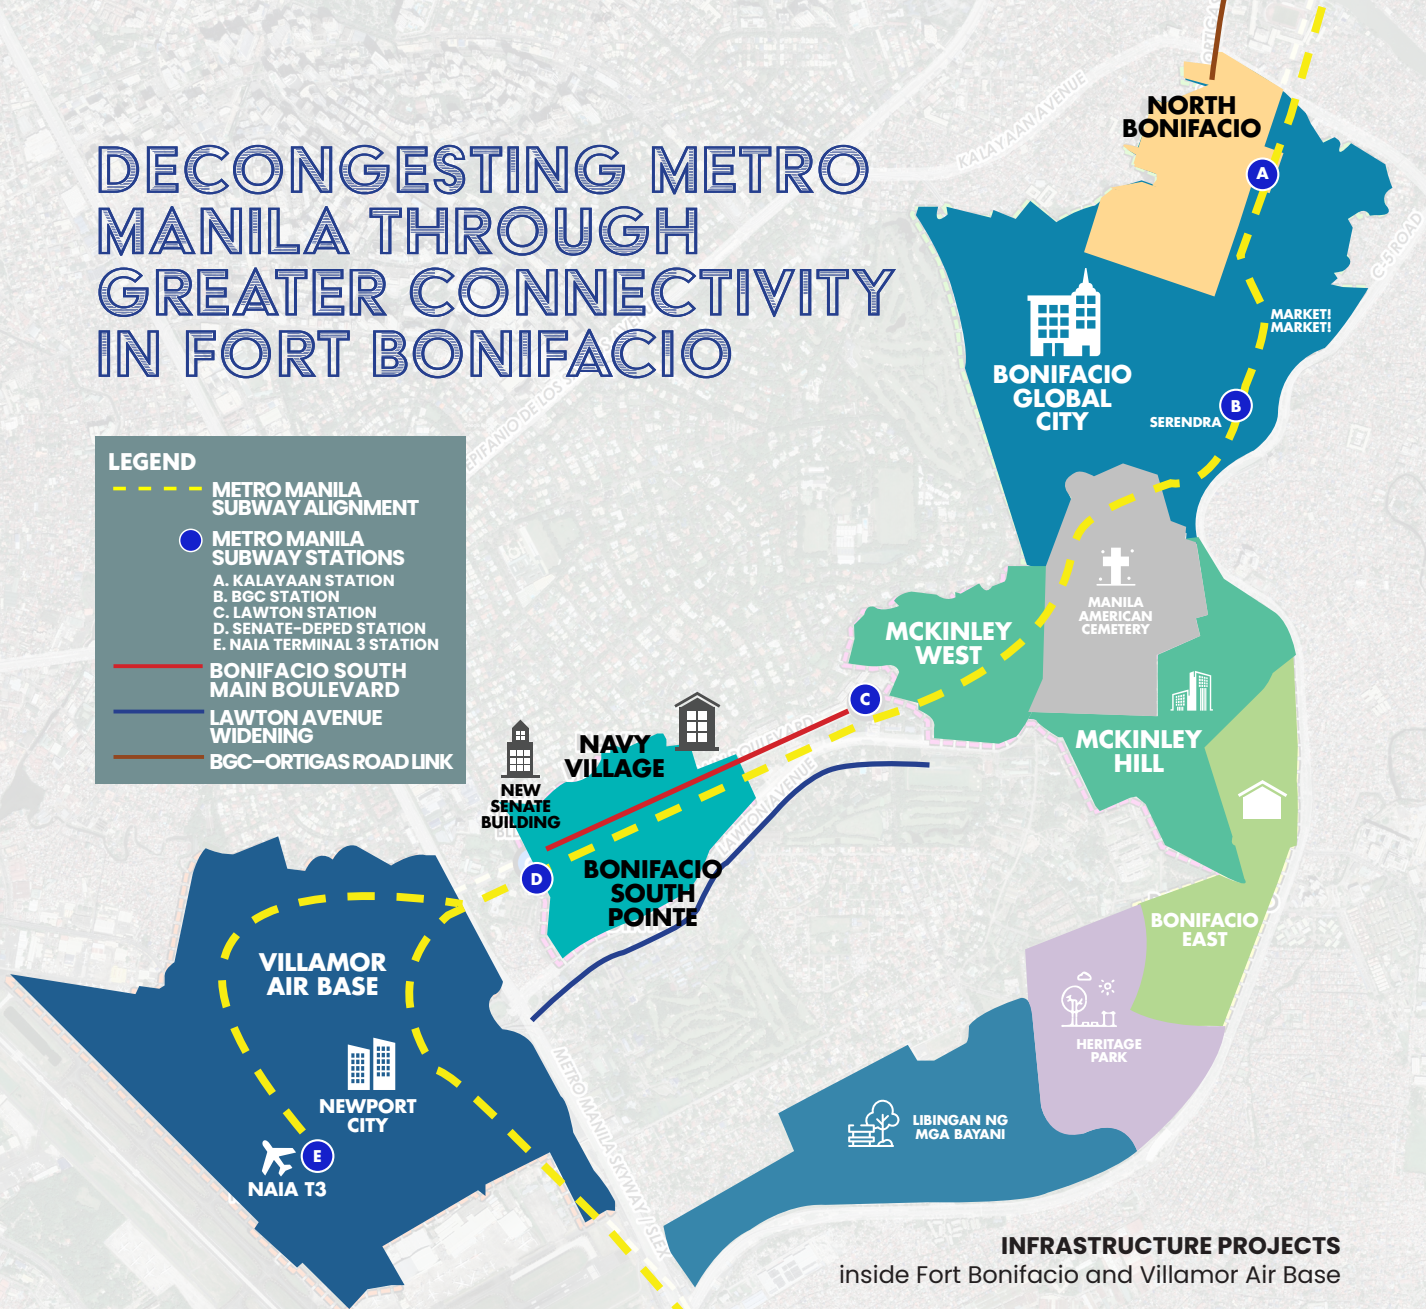 ORTIGAS
NORTH
BONIFACIO
KALAYAAN AVENUE
A
C-5 ROAD
DECONGESTING METRO
MANILA THROUGH
GREATER CONNECTIVITY
IN FORT BONIFACIO
MARKET!
MARKET!
BONIFACIO
GLOBAL
CITY
B
SERENDRA
LEGEND
METRO MANILA
SUBWAY ALIGNMENT
METRO MANILA
SUBWAY STATIONS
A. KALAYAAN STATION
B. BGC STATION
C. LAWTON STATION
D. SENATE-DEPED STATION
E. NAIA TERMINAL 3 STATION
BONIFACIO SOUTH
MAIN BOULEVARD
LAWTON AVENUE
WIDENING
BGC-ORTIGAS ROAD LINK
MANILA
AMERICAN
CEMETERY
MCKINLEY
WEST
C
BOULEVARD
NAVY
VILLAGE
NEW
SENATE
BUILDING
MCKINLEY
HILL
LAWTON AVENUE
D
BONIFACIO
SOUTH
POINTE
BONIFACIO
EAST
VILLAMOR
AIR BASE
HERITAGE
PARK
NEWPORT
CITY
METRO MANILA SKYWAY / SLEX
LIBINGAN NG
MGA BAYANI
E
NAIA T3
INFRASTRUCTURE PROJECTS
inside Fort Bonifacio and Villamor Air Base